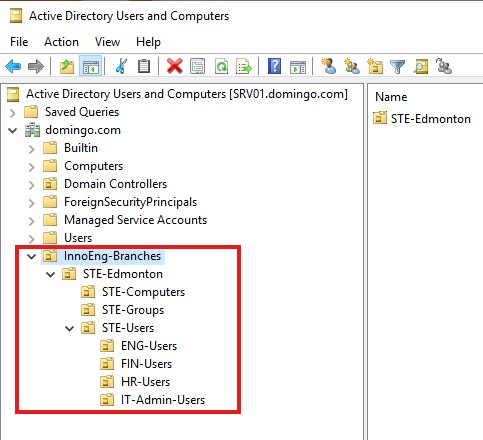 Active Directory Users and Computers
File Action View Help
Active Directory Users and Computers [SRV01.domingo.com]
Saved Queries
domingo.com
Builtin
Computers
Domain Controllers
ForeignSecurityPrincipals
Managed Service Accounts
Users
InnoEng-Branches
STE-Edmonton
STE-Computers
STE-Groups
STE-Users
ENG-Users
FIN-Users
HR-Users
IT-Admin-Users
Name
STE-Edmonton